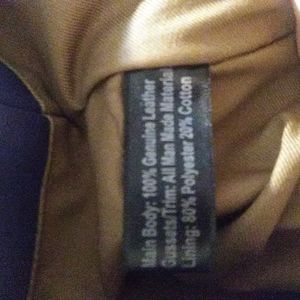 Main Body: 100% Genuine Leather
Gussets/Trim: All Man Made Material
Lining: 80% Polyester 20% Cotton